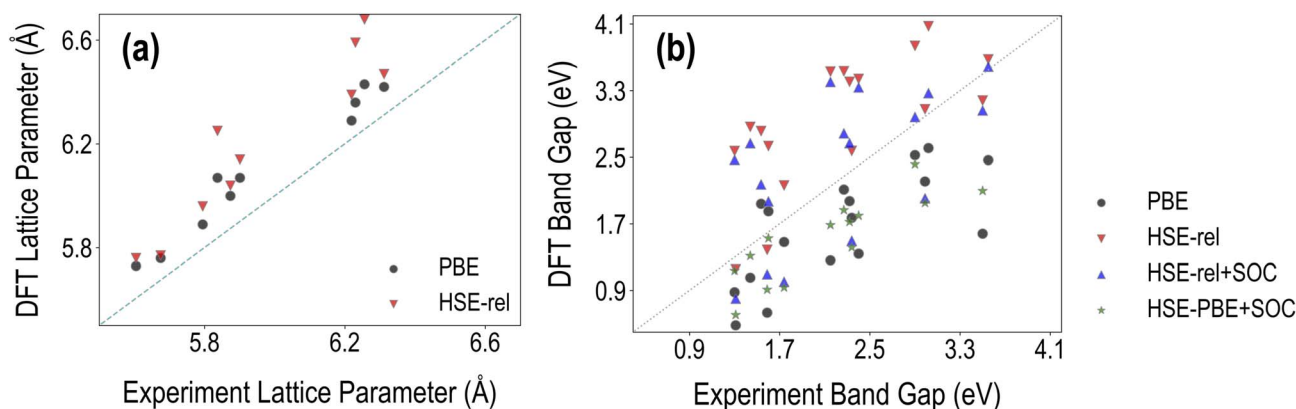 (a)
DFT Lattice Parameter (Å)
6.6
6.2
5.8
PBE
HSE-rel
5.8 6.2 6.6
Experiment Lattice Parameter (Å)
(b)
DFT Band Gap (eV)
4.1
3.3
2.5
1.7
0.9
0.9 1.7 2.5 3.3 4.1
Experiment Band Gap (eV)
PBE
HSE-rel
HSE-rel+SOC
HSE-PBE+SOC